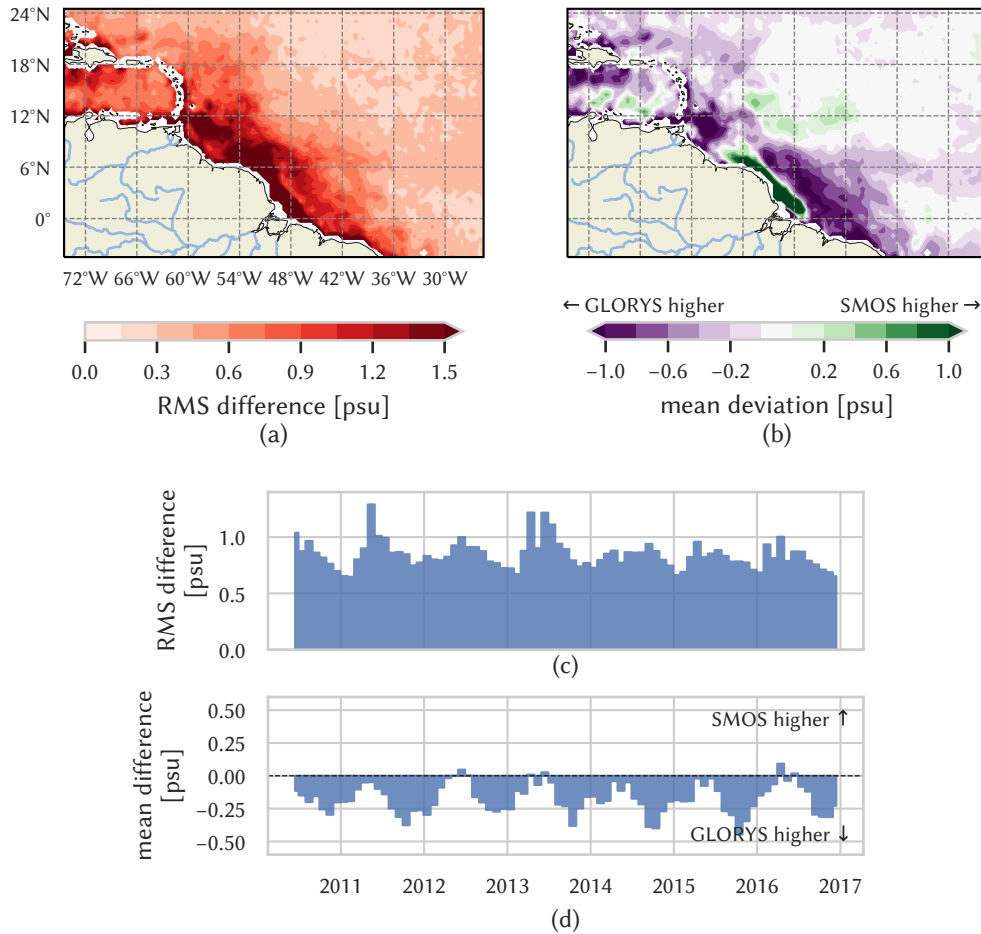 24°N
18°N
12°N
6°N
0°
72°W 66°W 60°W 54°W 48°W 42°W 36°W 30°W
0.0 0.3 0.6 0.9 1.2 1.5
RMS difference [psu]
(a)
← GLORYS higher SMOS higher →
−1.0 −0.6 −0.2 0.2 0.6 1.0
mean deviation [psu]
(b)
RMS difference
[psu]
1.0
0.5
0.0
(c)
mean difference
[psu]
0.50
0.25
0.00
−0.25
−0.50
SMOS higher ↑
GLORYS higher ↓
2011 2012 2013 2014 2015 2016 2017
(d)